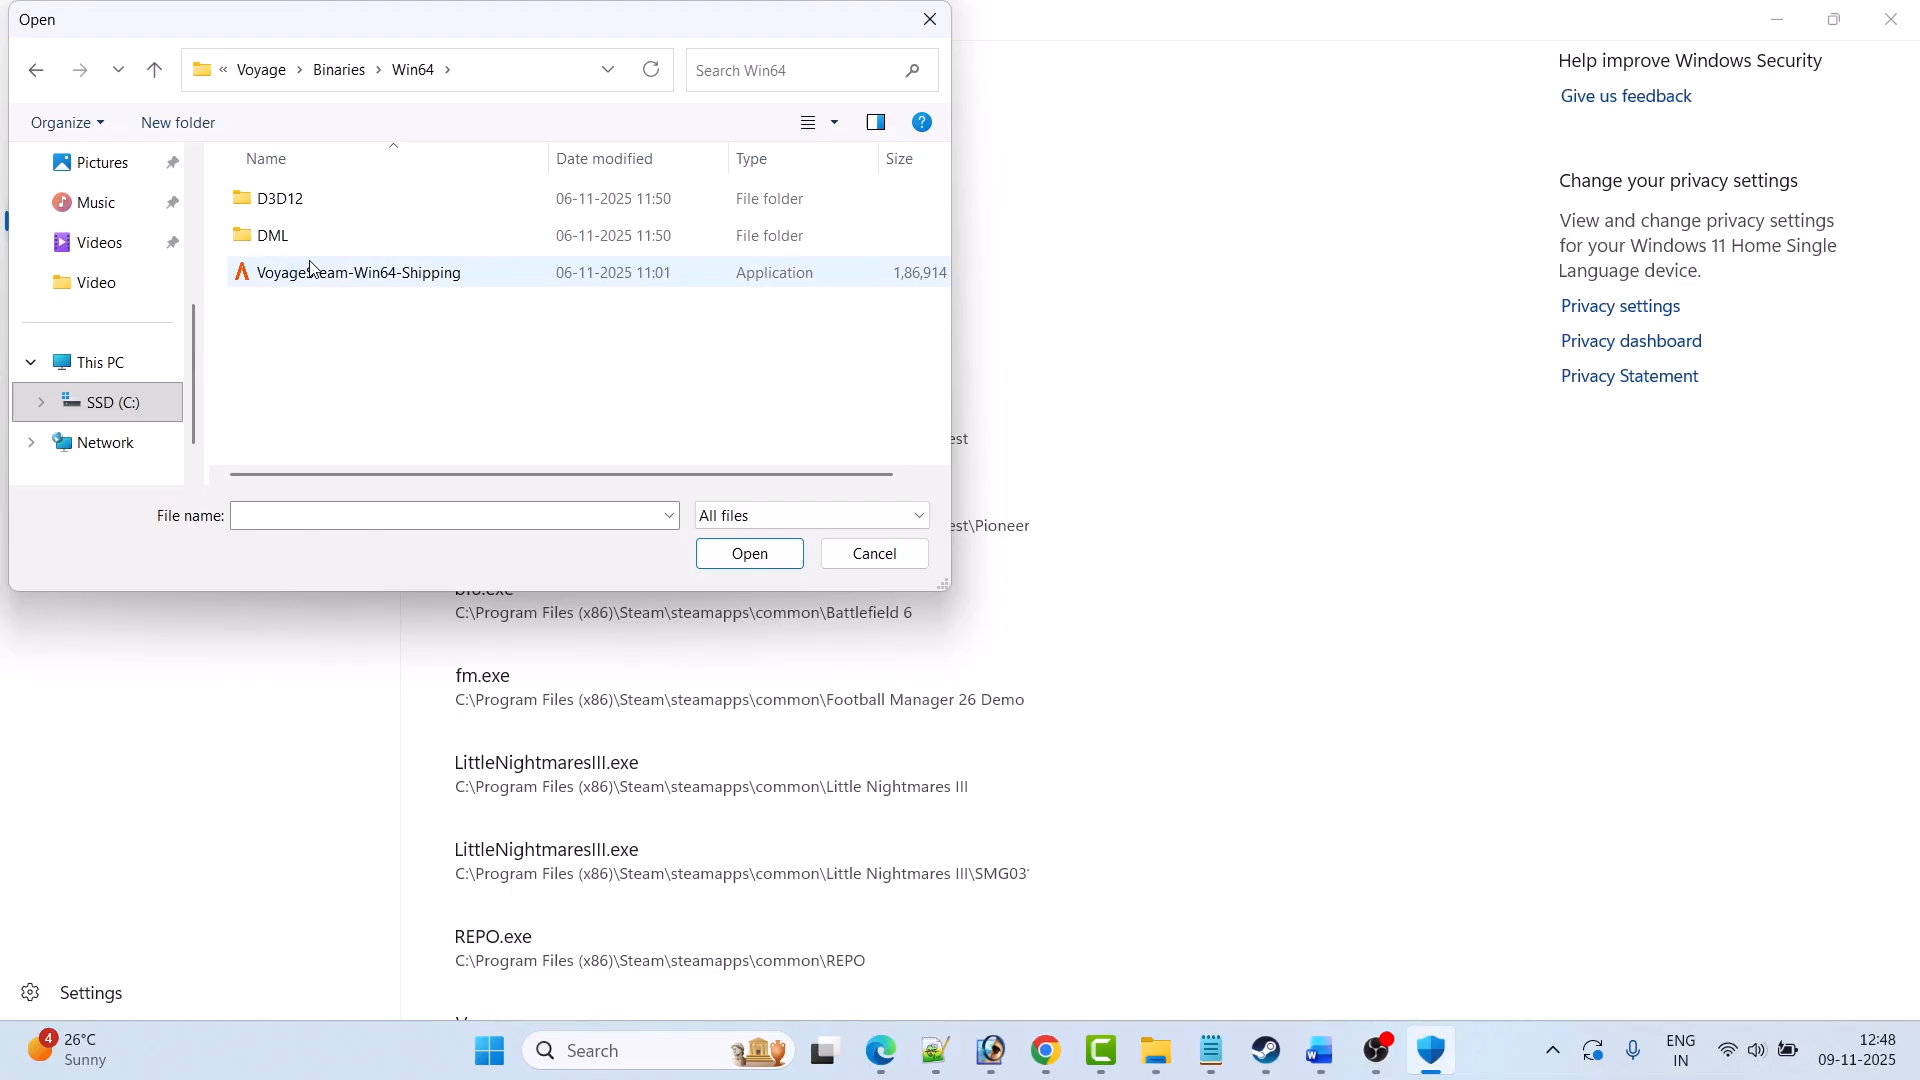 Open
« Voyage > Binaries > Win64 >
Search Win64
Organize
New folder
Pictures
Music
Videos
Video
This PC
SSD (C:)
Network
Name
Date modified
Type
Size
D3D12 06-11-2025 11:50 File folder
DML 06-11-2025 11:50 File folder
06-11-2025 11:01 Application 1,86,914
File name:
All files
Open
Cancel
Help improve Windows Security
Give us feedback
Change your privacy settings
View and change privacy settings
for your Windows 11 Home Single
Language device.
Privacy settings
Privacy dashboard
Privacy Statement
est
est\Pioneer
C:\Program Files (x86)\Steam\steamapps\common\Battlefield 6
fm.exe
C:\Program Files (x86)\Steam\steamapps\common\Football Manager 26 Demo
LittleNightmaresIII.exe
C:\Program Files (x86)\Steam\steamapps\common\Little Nightmares III
LittleNightmaresIII.exe
C:\Program Files (x86)\Steam\steamapps\common\Little Nightmares III\SMG03
REPO.exe
C:\Program Files (x86)\Steam\steamapps\common\REPO
Settings
4
26°C
Sunny
Search
ENG
IN
12:48
09-11-2025